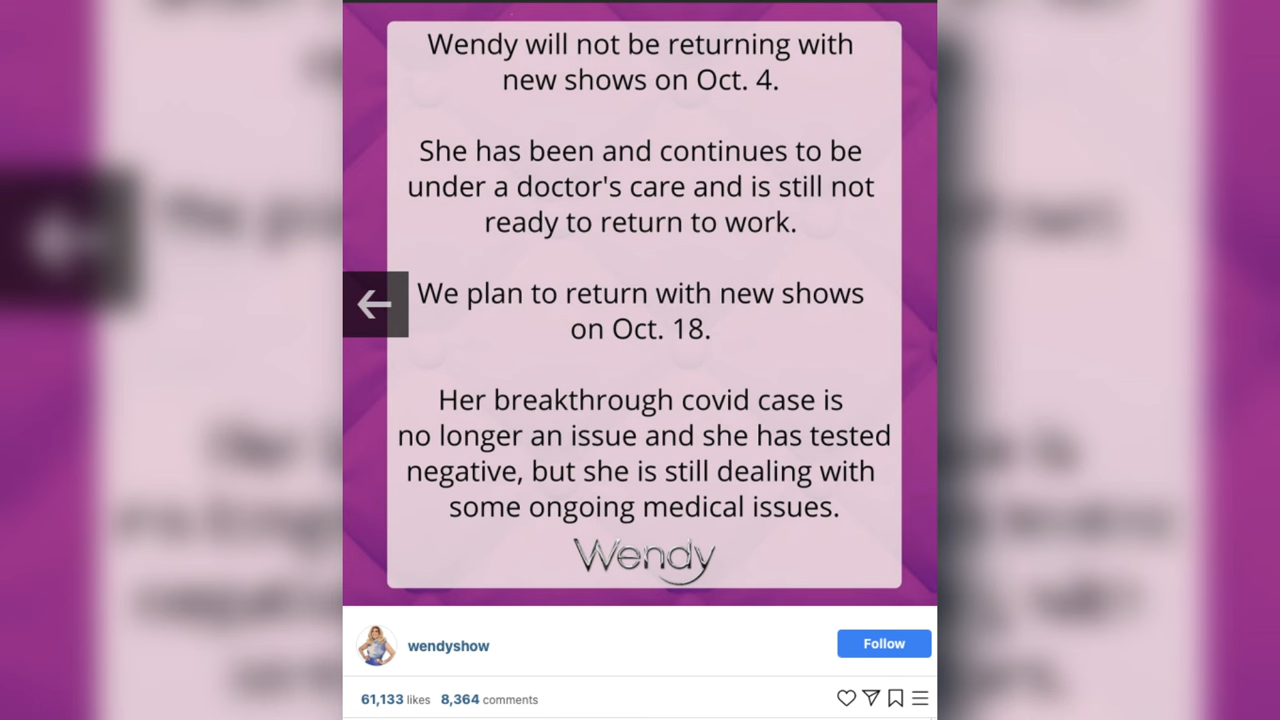 Wendy will not be returning with
new shows on Oct. 4.
She has been and continues to be
under a doctor's care and is still not
ready to return to work.
We plan to return with new shows
on Oct. 18.
Her breakthrough covid case is
no longer an issue and she has tested
negative, but she is still dealing with
some ongoing medical issues.
Wendy
wendyshow
Follow
61,133 likes 8,364 comments